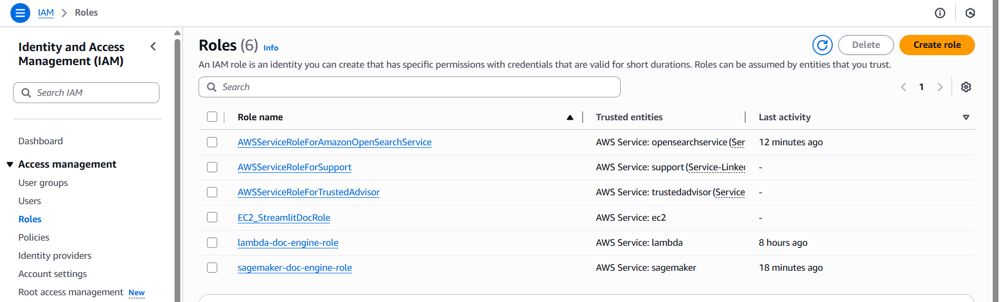 IAM > Roles
Identity and Access
Management (IAM)
Search IAM
Dashboard
Access management
User groups
Users
Roles
Policies
Identity providers
Account settings
Root access management New
Roles (6) Info
Delete
Create role
An IAM role is an identity you can create that has specific permissions with credentials that are valid for short durations. Roles can be assumed by entities that you trust.
Search
1
Role name Trusted entities Last activity
AWSServiceRoleForAmazonOpenSearchService AWS Service: opensearchservice (Ser 12 minutes ago
AWSServiceRoleForSupport AWS Service: support (Service-Linked -
AWSServiceRoleForTrustedAdvisor AWS Service: trustedadvisor (Service -
EC2_StreamlitDocRole AWS Service: ec2 -
lambda-doc-engine-role AWS Service: lambda 8 hours ago
sagemaker-doc-engine-role AWS Service: sagemaker 18 minutes ago